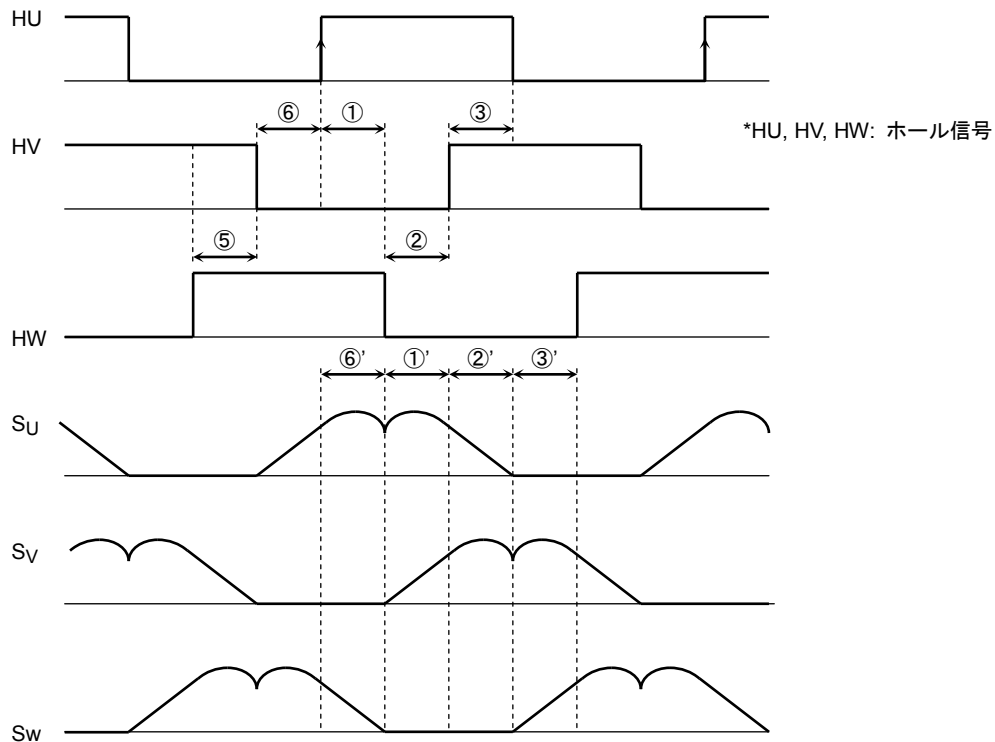 HU
⑥ ① ③
HV
*HU, HV, HW: ホール信号
⑤ ②
HW
⑥’ ①’ ②’ ③’
SU
SV
SW